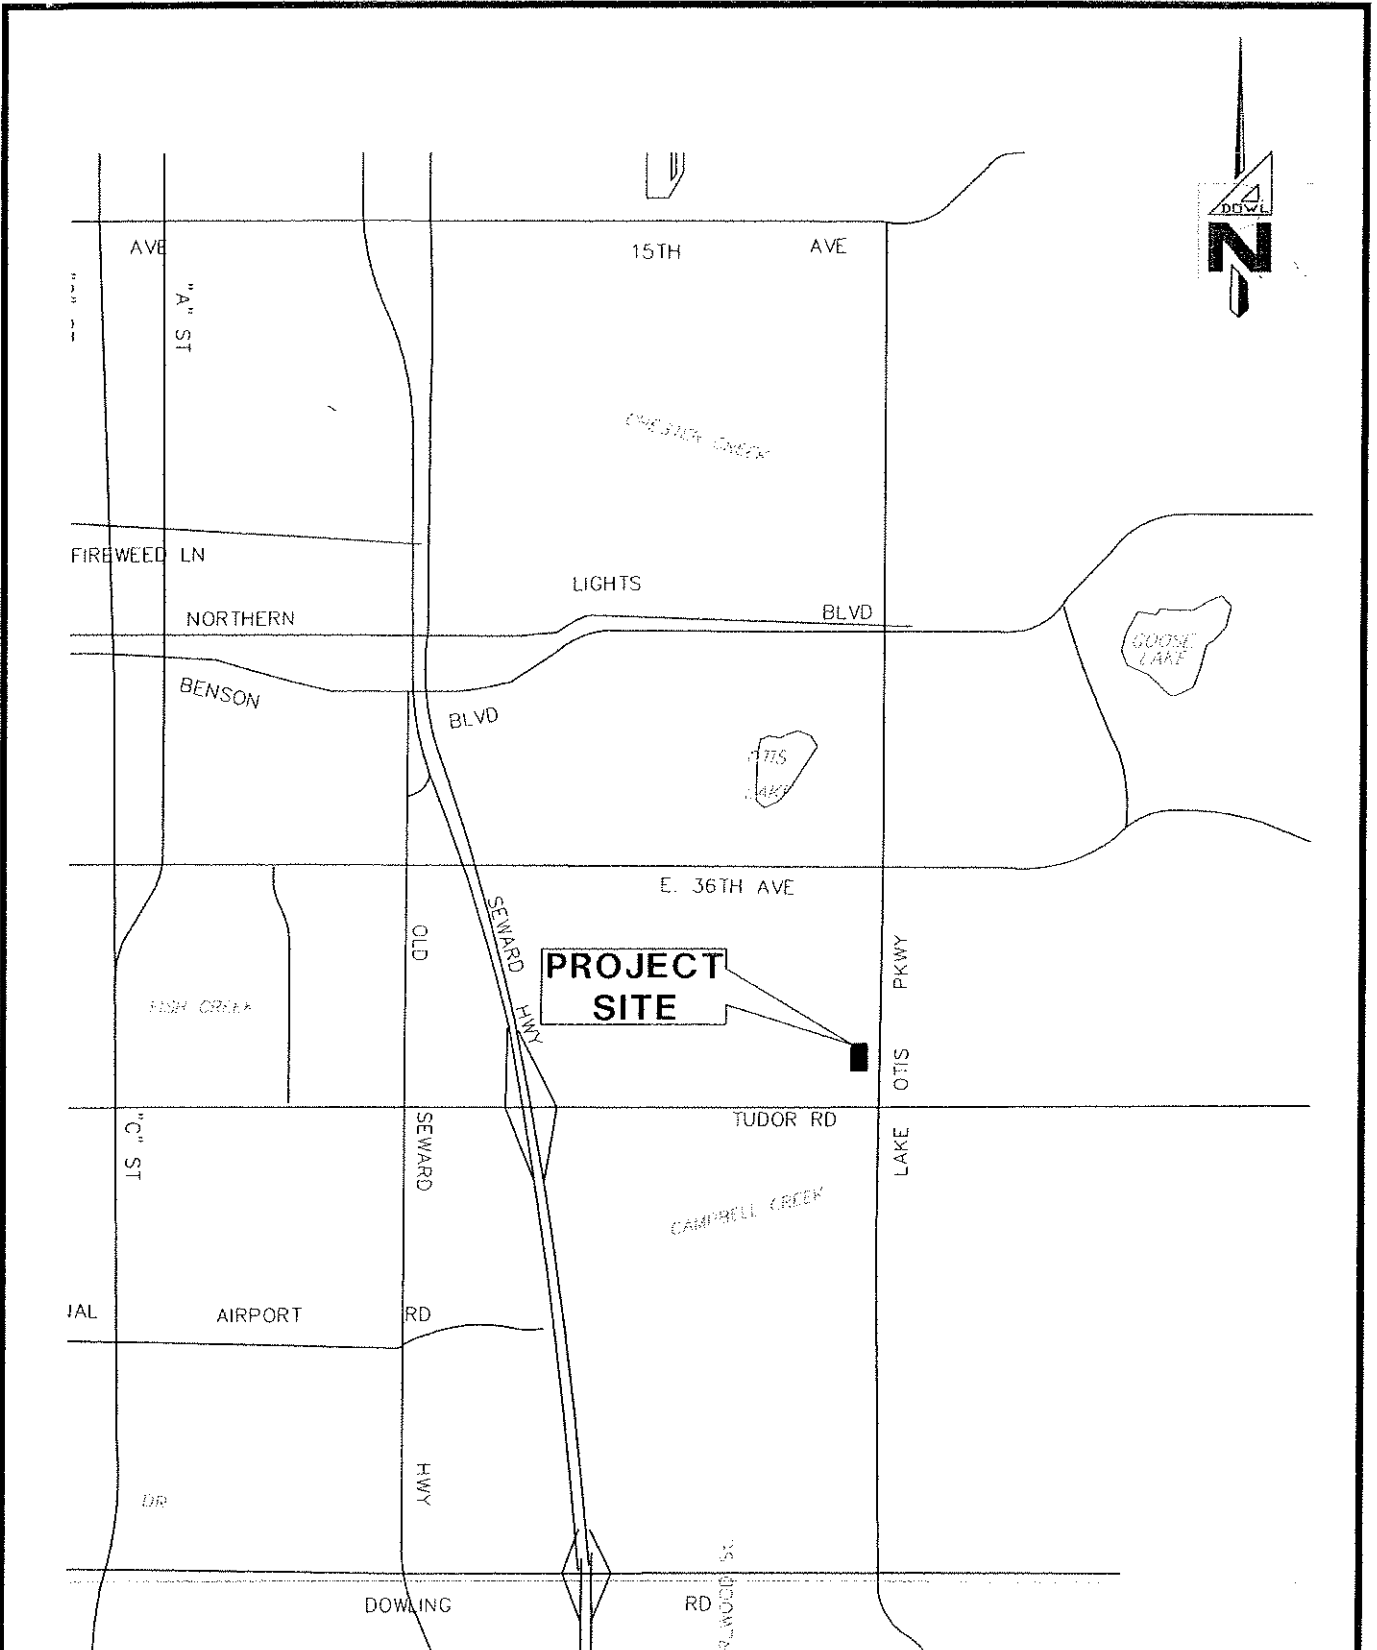 DOWL
N
AVE
15TH
AVE
"A" ST
CHESTER CREEK
FIREWEED LN
LIGHTS
NORTHERN
BLVD
GOOSE
LAKE
BENSON
BLVD
OTIS
LAKE
E. 36TH AVE
SEWARD
HWY
OLD
PROJECT
SITE
PKWY
FISH CREEK
OTIS
TUDOR RD
"C" ST
SEWARD
LAKE
CAMPBELL CREEK
AIRPORT
RD
HWY
DR
DOWLING
RD